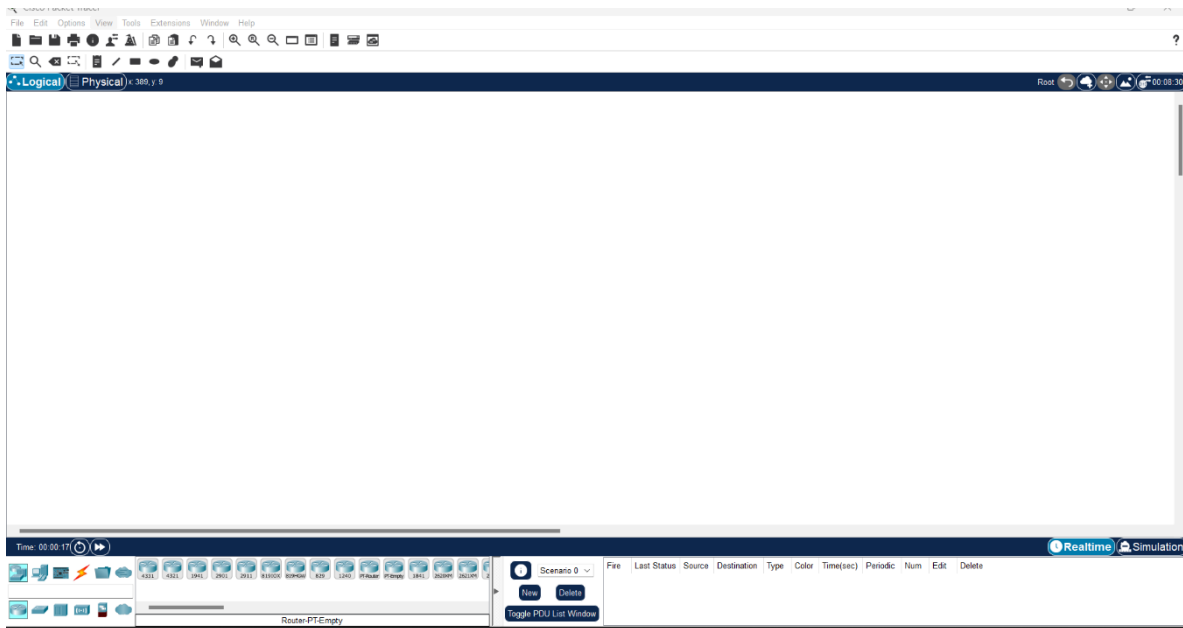 Cisco Packet Tracer
File Edit Options View Tools Extensions Window Help
?
Logical Physical x: 389, y: 9 Root 00:08:30
Time: 00:00:17 Realtime Simulation
4331 4321 1941 2901 2911 819IOX 819HGW 829 1240 PT-Router PT-Empty 1841 2620XM 2621XM 2
Scenario 0 Fire Last Status Source Destination Type Color Time(sec) Periodic Num Edit Delete
New Delete
Toggle PDU List Window
Router-PT-Empty